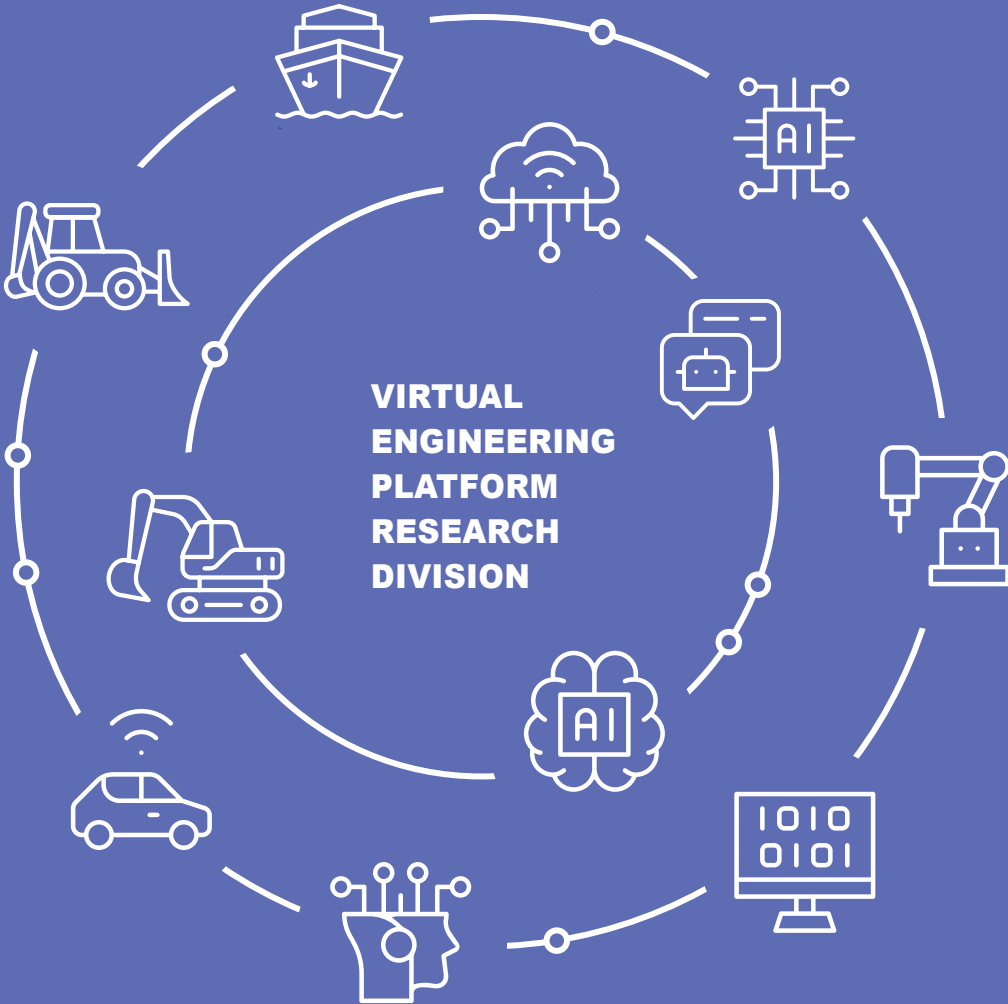 AI
VIRTUAL
ENGINEERING
PLATFORM
RESEARCH
DIVISION
AI
1010
0101